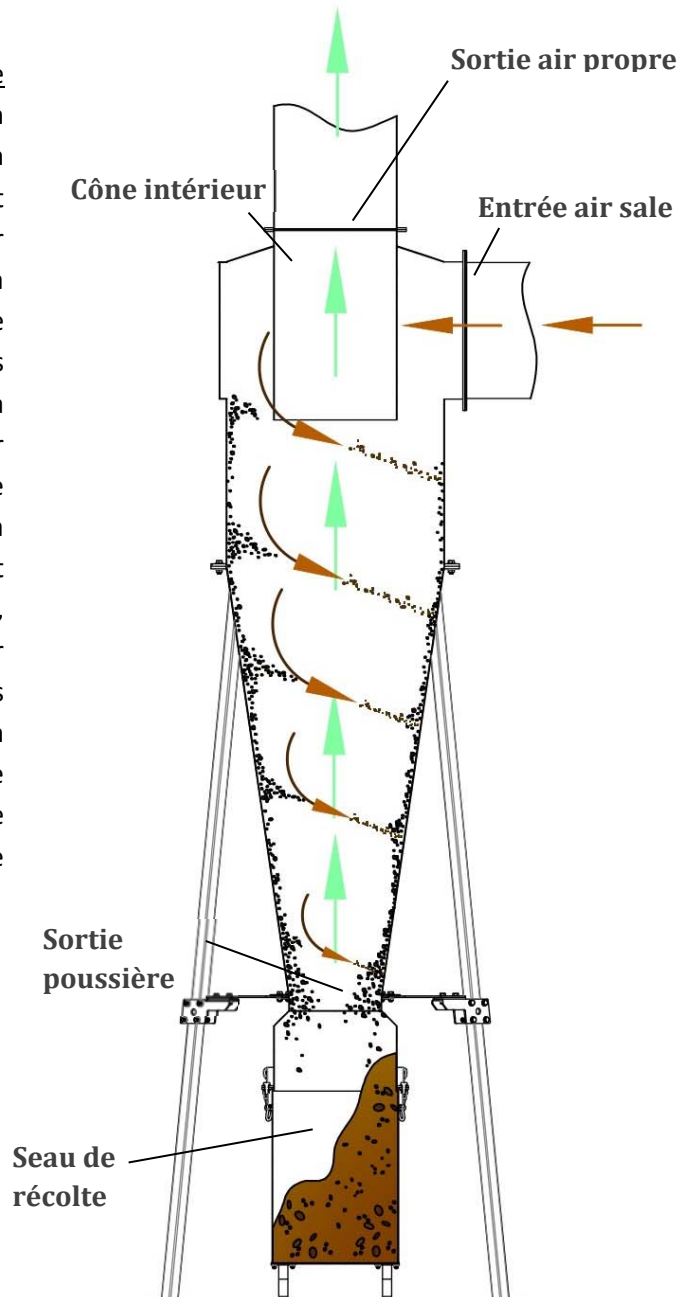 Sortie air propre
Cône intérieur
Entrée air sale
Sortie
poussière
Seau de
récolte